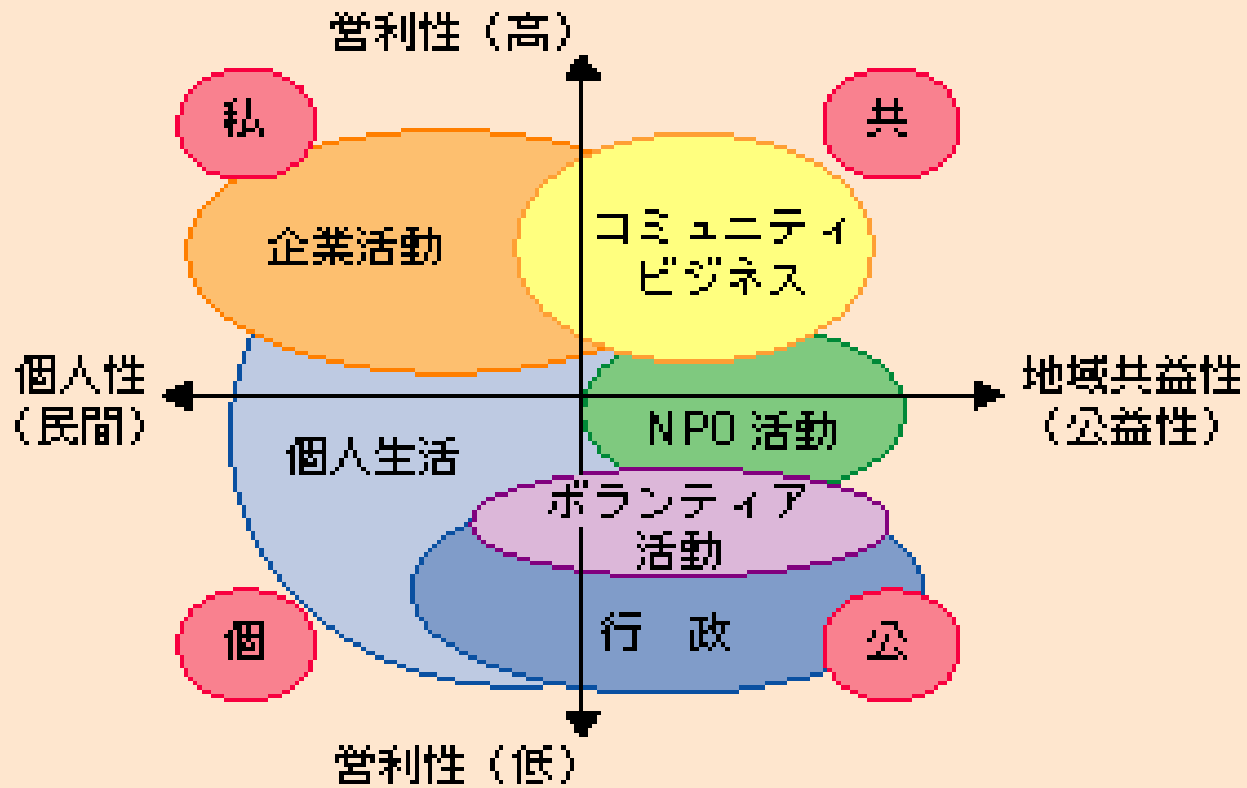 営利性（高）
私
共
企業活動
コミュニティ
ビジネス
個人性
（民間）
地域共益性
（公益性）
NPO 活動
個人生活
ボランティア
活動
行　政
個
公
営利性（低）